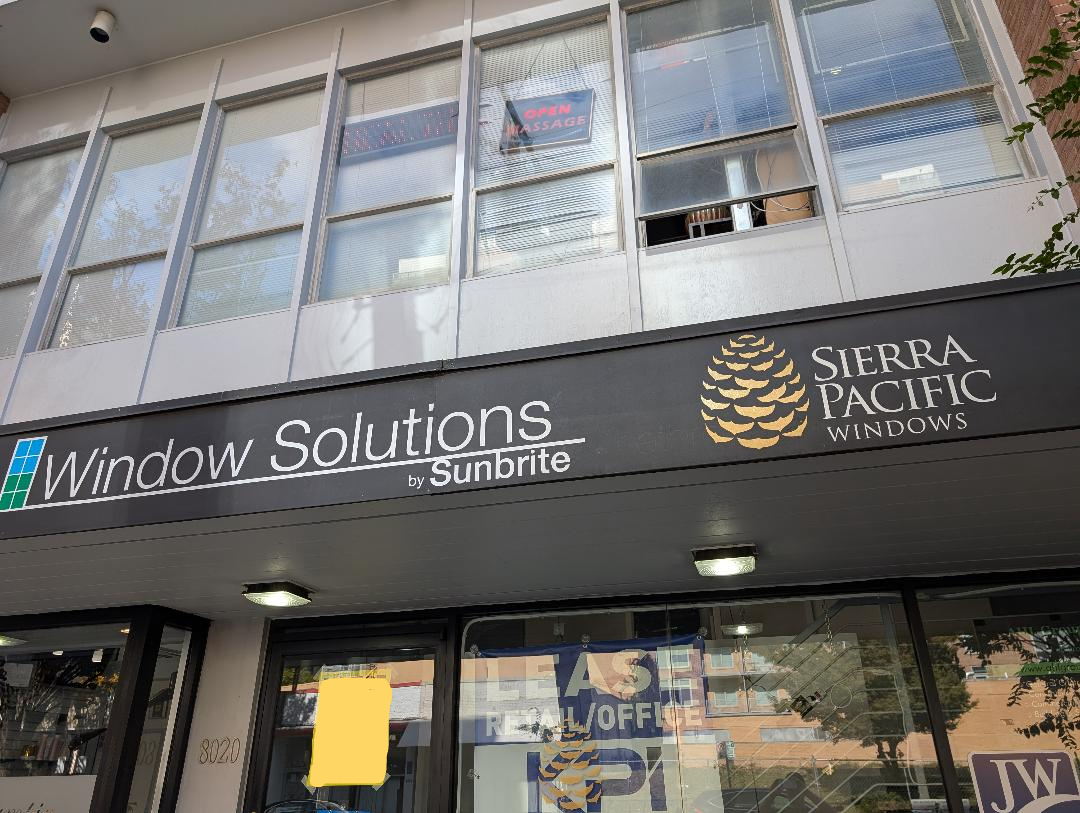 OPEN
MASSAGE
Window Solutions
by Sunbrite
SIERRA
PACIFIC
WINDOWS
LEASE
RETAIL/OFFICE
8020
JW